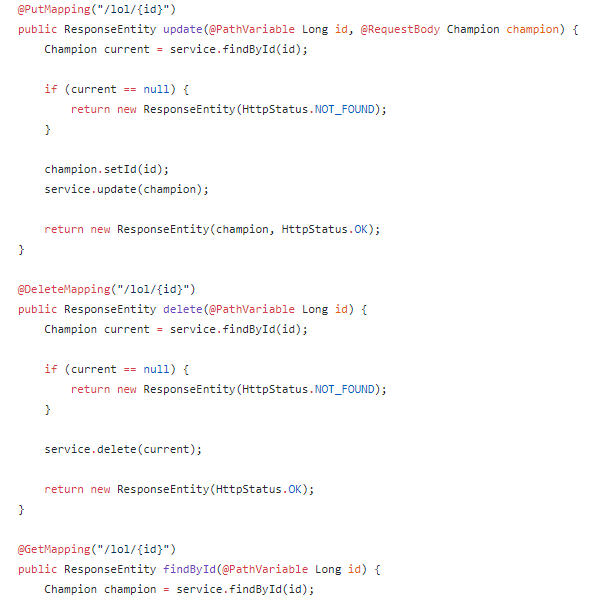 @PutMapping("/lol/{id}")
public ResponseEntity update(@PathVariable Long id, @RequestBody Champion champion) {
    Champion current = service.findById(id);

    if (current == null) {
        return new ResponseEntity(HttpStatus.NOT_FOUND);
    }

    champion.setId(id);
    service.update(champion);

    return new ResponseEntity(champion, HttpStatus.OK);
}

@DeleteMapping("/lol/{id}")
public ResponseEntity delete(@PathVariable Long id) {
    Champion current = service.findById(id);

    if (current == null) {
        return new ResponseEntity(HttpStatus.NOT_FOUND);
    }

    service.delete(current);

    return new ResponseEntity(HttpStatus.OK);
}

@GetMapping("/lol/{id}")
public ResponseEntity findById(@PathVariable Long id) {
    Champion champion = service.findById(id);